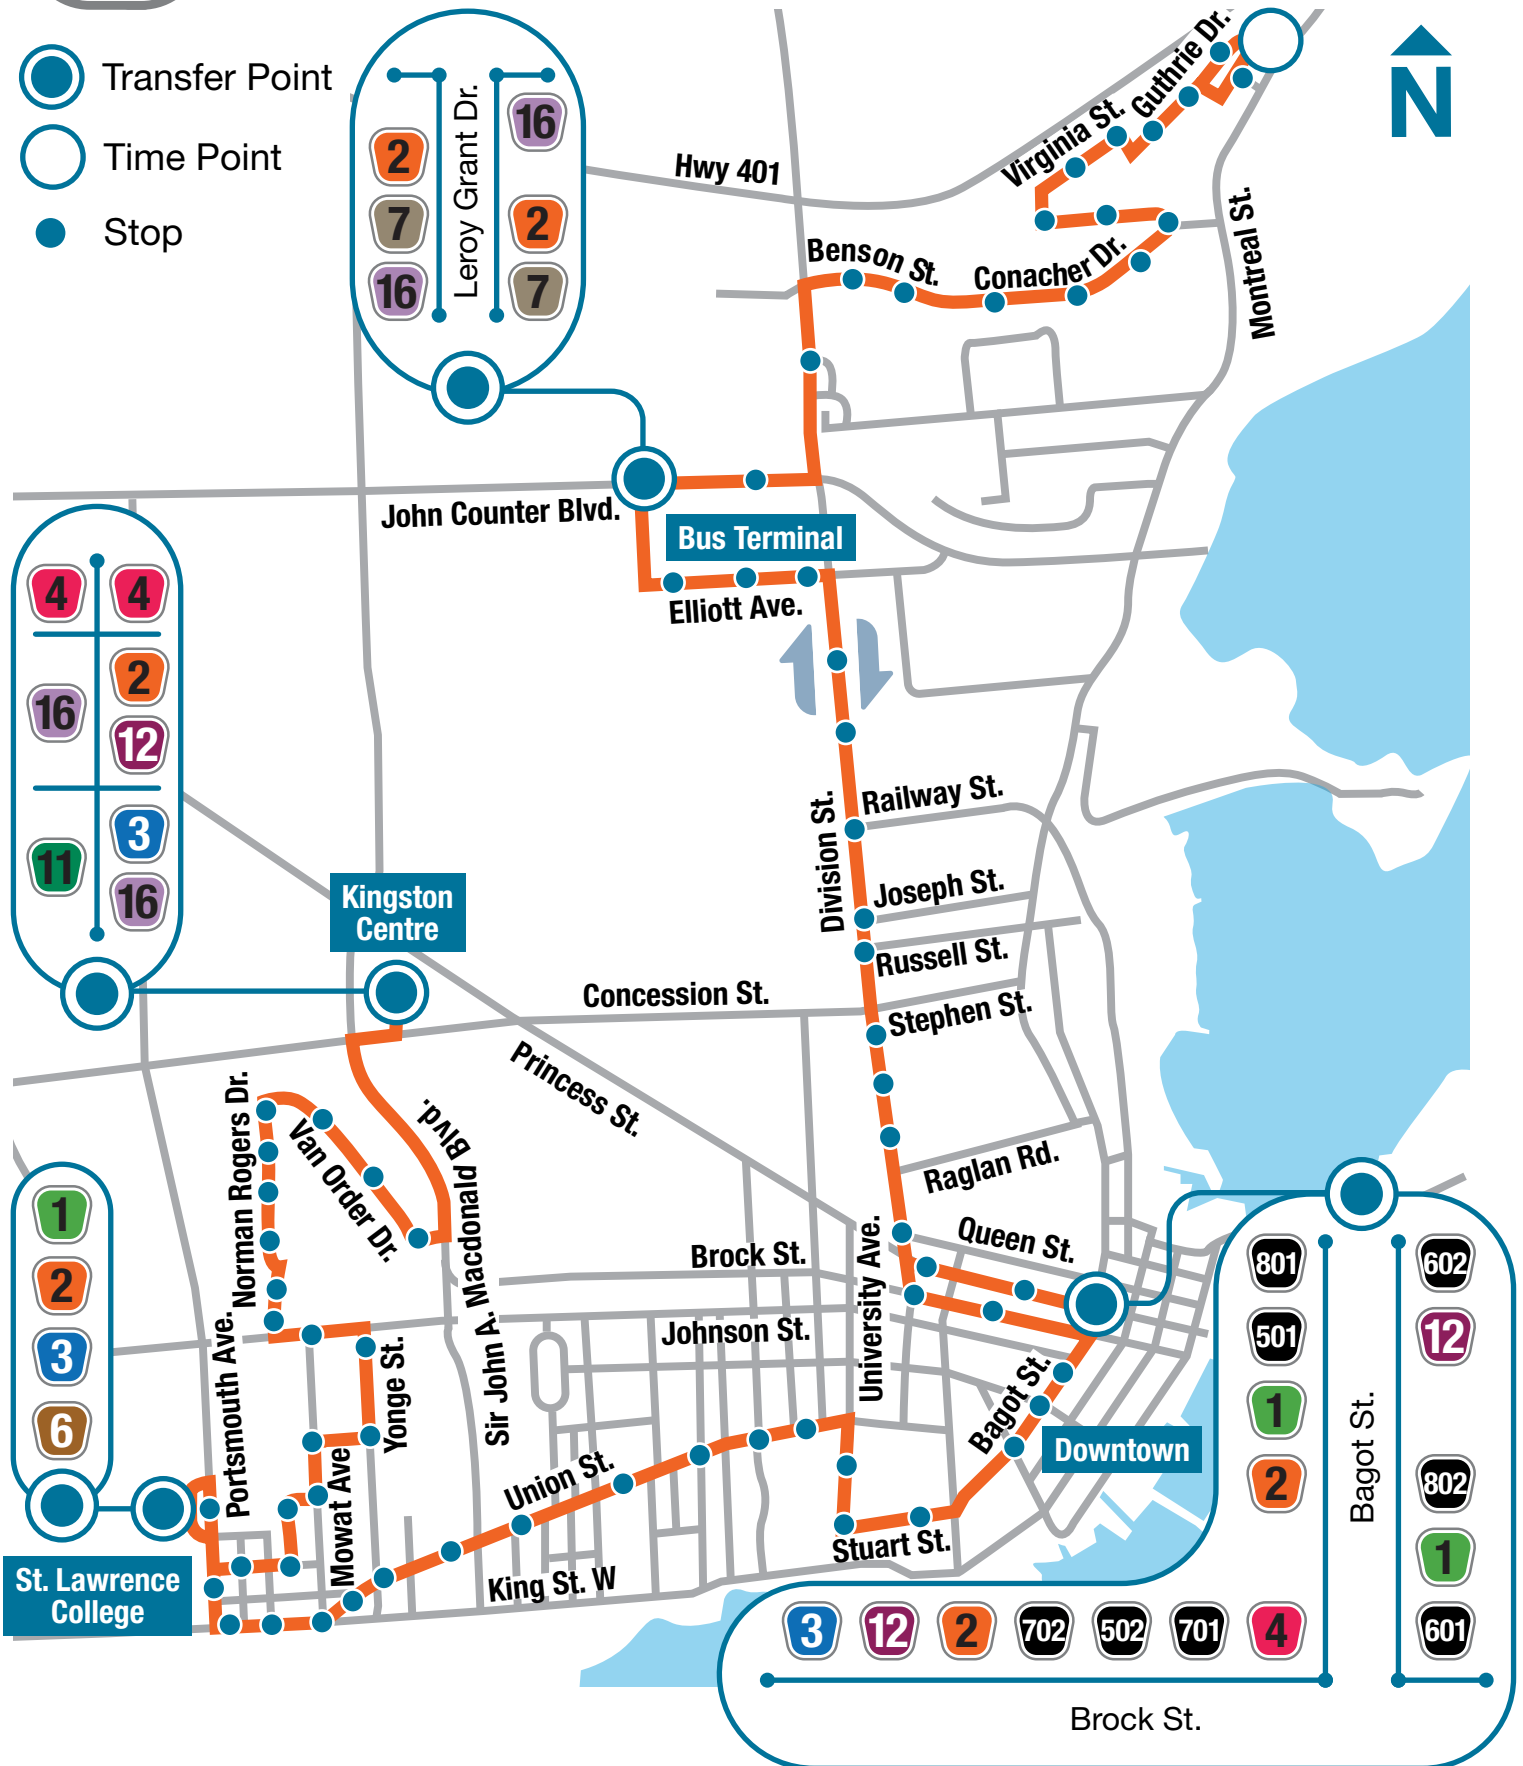 Transfer Point
Time Point
Stop
2
7
16
Leroy Grant Dr.
16
2
7
N
Guthrie Dr.
Virginia St.
Hwy 401
Montreal St.
Benson St.
Conacher Dr.
John Counter Blvd.
Bus Terminal
Elliott Ave.
4
4
16
2
12
11
3
16
Kingston
Centre
Division St.
Railway St.
Joseph St.
Russell St.
Concession St.
Stephen St.
Princess St.
Raglan Rd.
Norman Rogers Dr.
Van Order Dr.
Sir John A. Macdonald Blvd.
Brock St.
Queen St.
University Ave.
Johnson St.
1
2
3
6
Portsmouth Ave.
Yonge St.
Mowat Ave
Union St.
Bagot St.
Downtown
Stuart St.
King St. W
St. Lawrence
College
801
501
1
2
Bagot St.
602
12
802
1
601
3
12
2
702
502
701
4
Brock St.